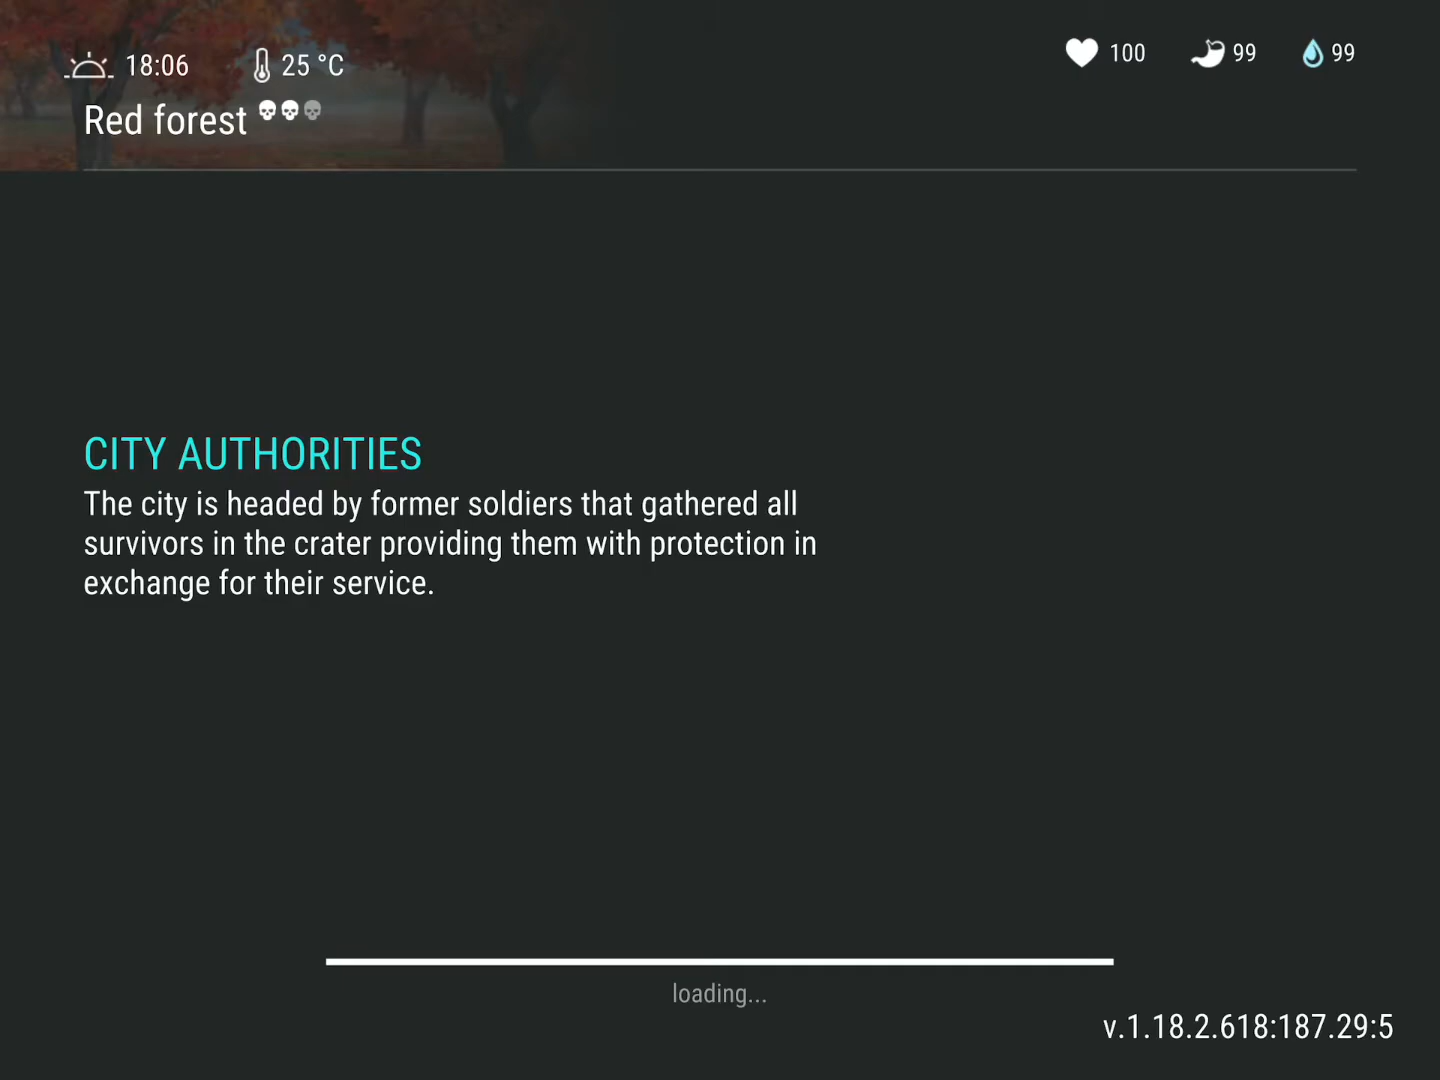 18:06 25 °C
100 99 99
Red forest
CITY AUTHORITIES
The city is headed by former soldiers that gathered all
survivors in the crater providing them with protection in
exchange for their service.
loading...
v.1.18.2.618:187.29:5